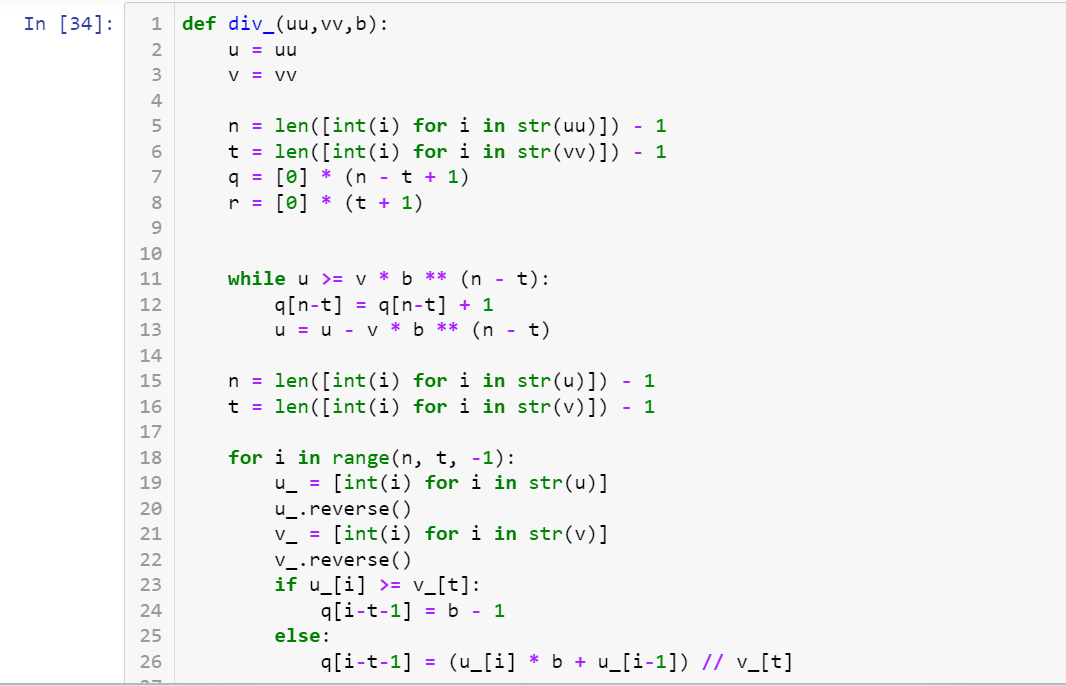 In [34]:
1 def div_(uu,vv,b):
2     u = uu
3     v = vv
4
5     n = len([int(i) for i in str(uu)]) - 1
6     t = len([int(i) for i in str(vv)]) - 1
7     q = [0] * (n - t + 1)
8     r = [0] * (t + 1)
9
10
11     while u >= v * b ** (n - t):
12         q[n-t] = q[n-t] + 1
13         u = u - v * b ** (n - t)
14
15     n = len([int(i) for i in str(u)]) - 1
16     t = len([int(i) for i in str(v)]) - 1
17
18     for i in range(n, t, -1):
19         u_ = [int(i) for i in str(u)]
20         u_.reverse()
21         v_ = [int(i) for i in str(v)]
22         v_.reverse()
23         if u_[i] >= v_[t]:
24             q[i-t-1] = b - 1
25         else:
26             q[i-t-1] = (u_[i] * b + u_[i-1]) // v_[t]